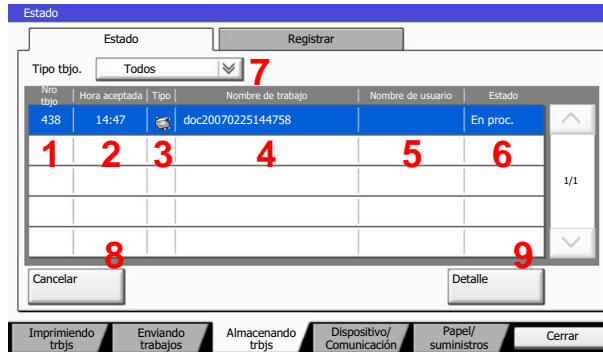 Estado
Estado Registrar
Tipo tbjo. Todos 7
Nro tbjo Hora aceptada Tipo Nombre de trabajo Nombre de usuario Estado
438 14:47 doc20070225144758 En proc.
1 2 3 4 5 6
1/1
8 9
Cancelar Detalle
Imprimiendo trbjs Enviando trabajos Almacenando trbjs Dispositivo/ Comunicación Papel/ suministros Cerrar